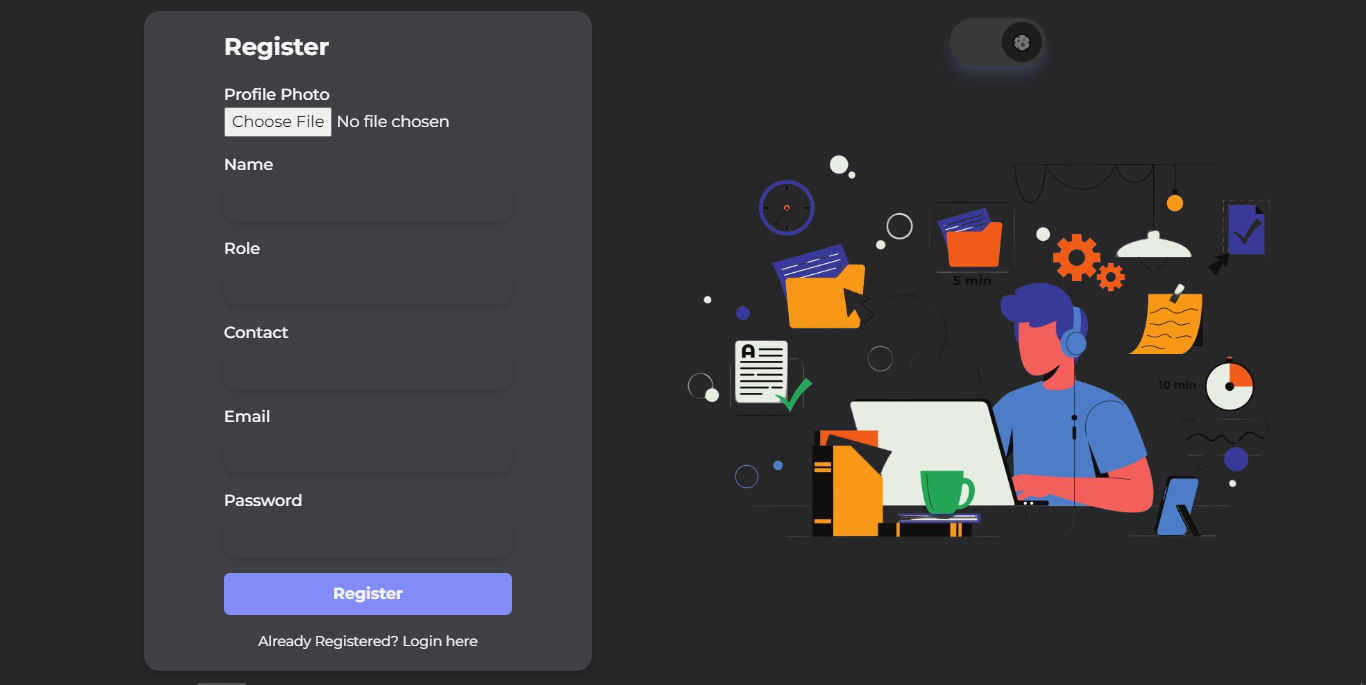 Register
Profile Photo
Choose File No file chosen
Name
Role
Contact
Email
Password
Register
Already Registered? Login here
5 min
A
10 min